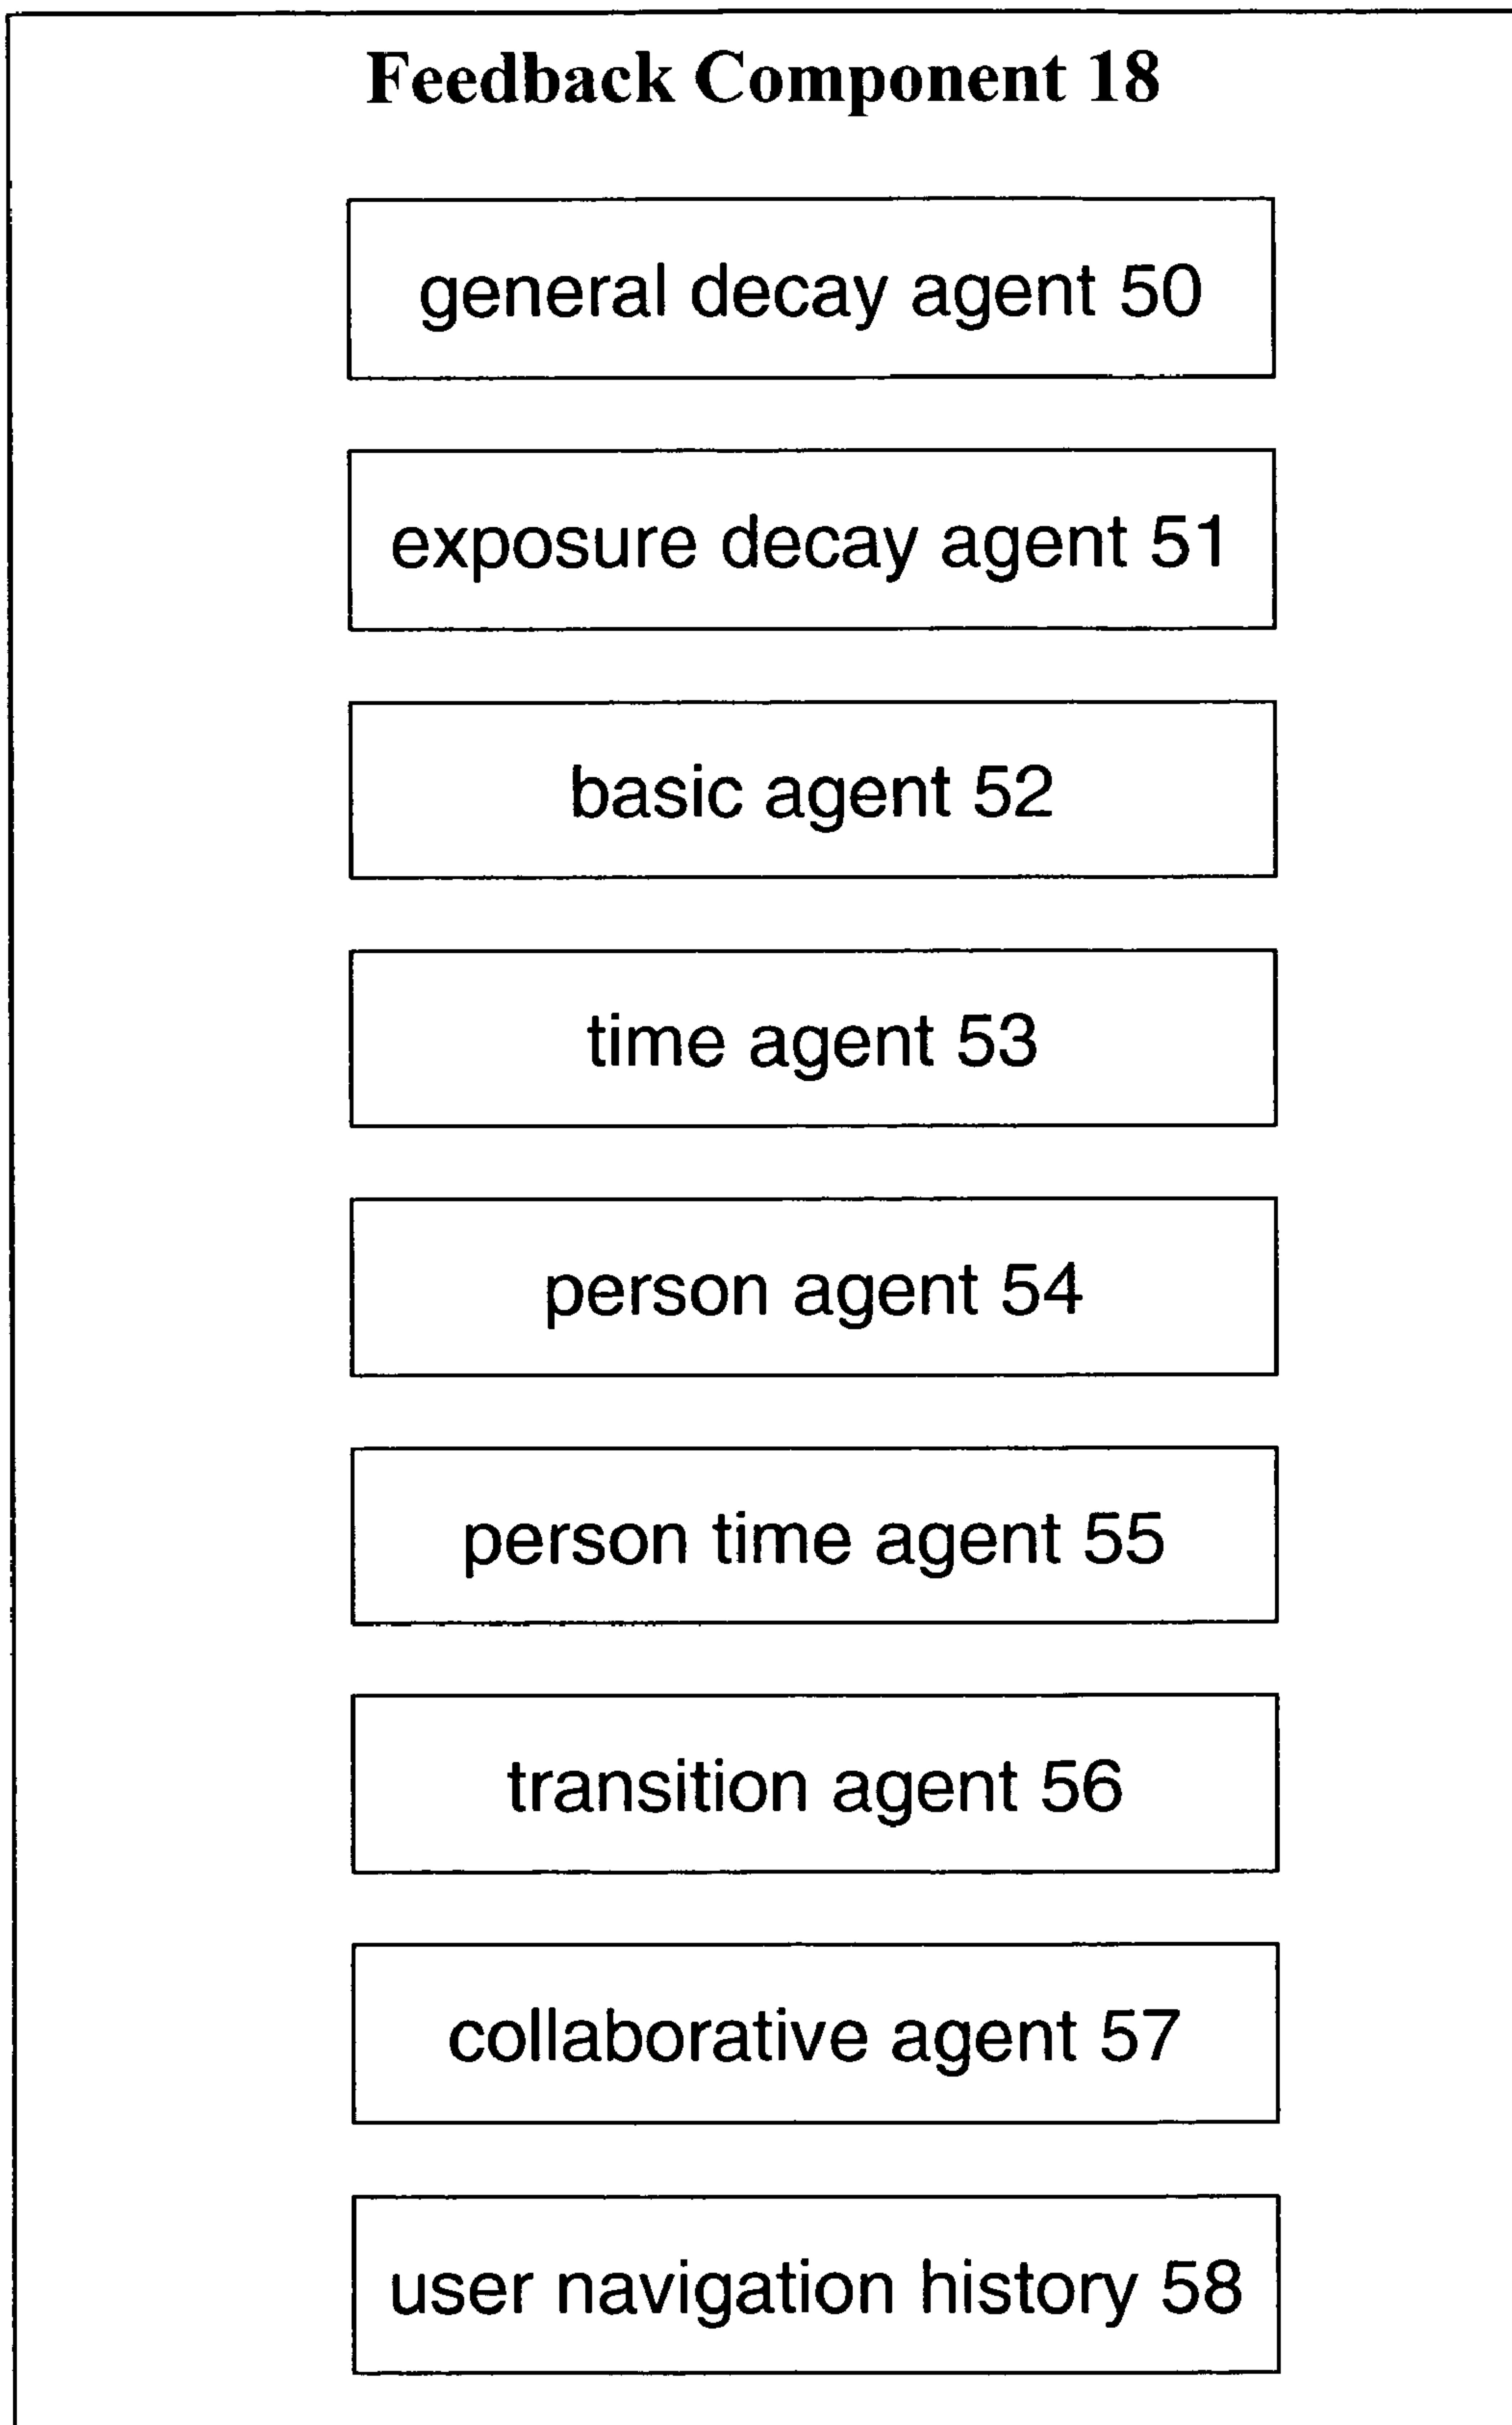 Feedback Component 18
general decay agent 50
exposure decay agent 51
basic agent 52
time agent 53
person agent 54
person time agent 55
transition agent 56
collaborative agent 57
user navigation history 58